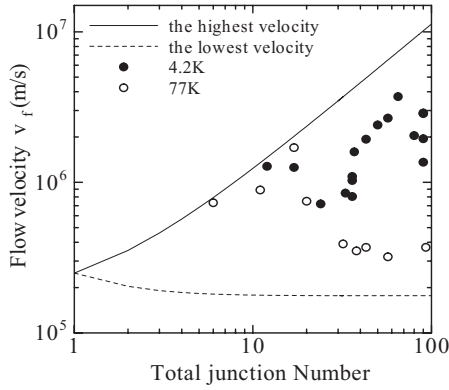 10^7
the highest velocity
the lowest velocity
4.2K
77K
Flow velocity v_f(m/s)
10^6
10^5
1
10
100
Total junction Number